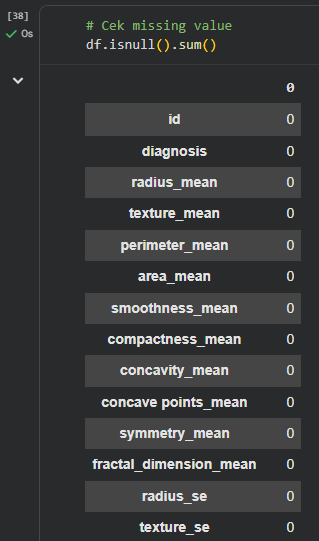 [38]
0s
# Cek missing value
df.isnull().sum()
0
id 0
diagnosis 0
radius_mean 0
texture_mean 0
perimeter_mean 0
area_mean 0
smoothness_mean 0
compactness_mean 0
concavity_mean 0
concave points_mean 0
symmetry_mean 0
fractal_dimension_mean 0
radius_se 0
texture_se 0